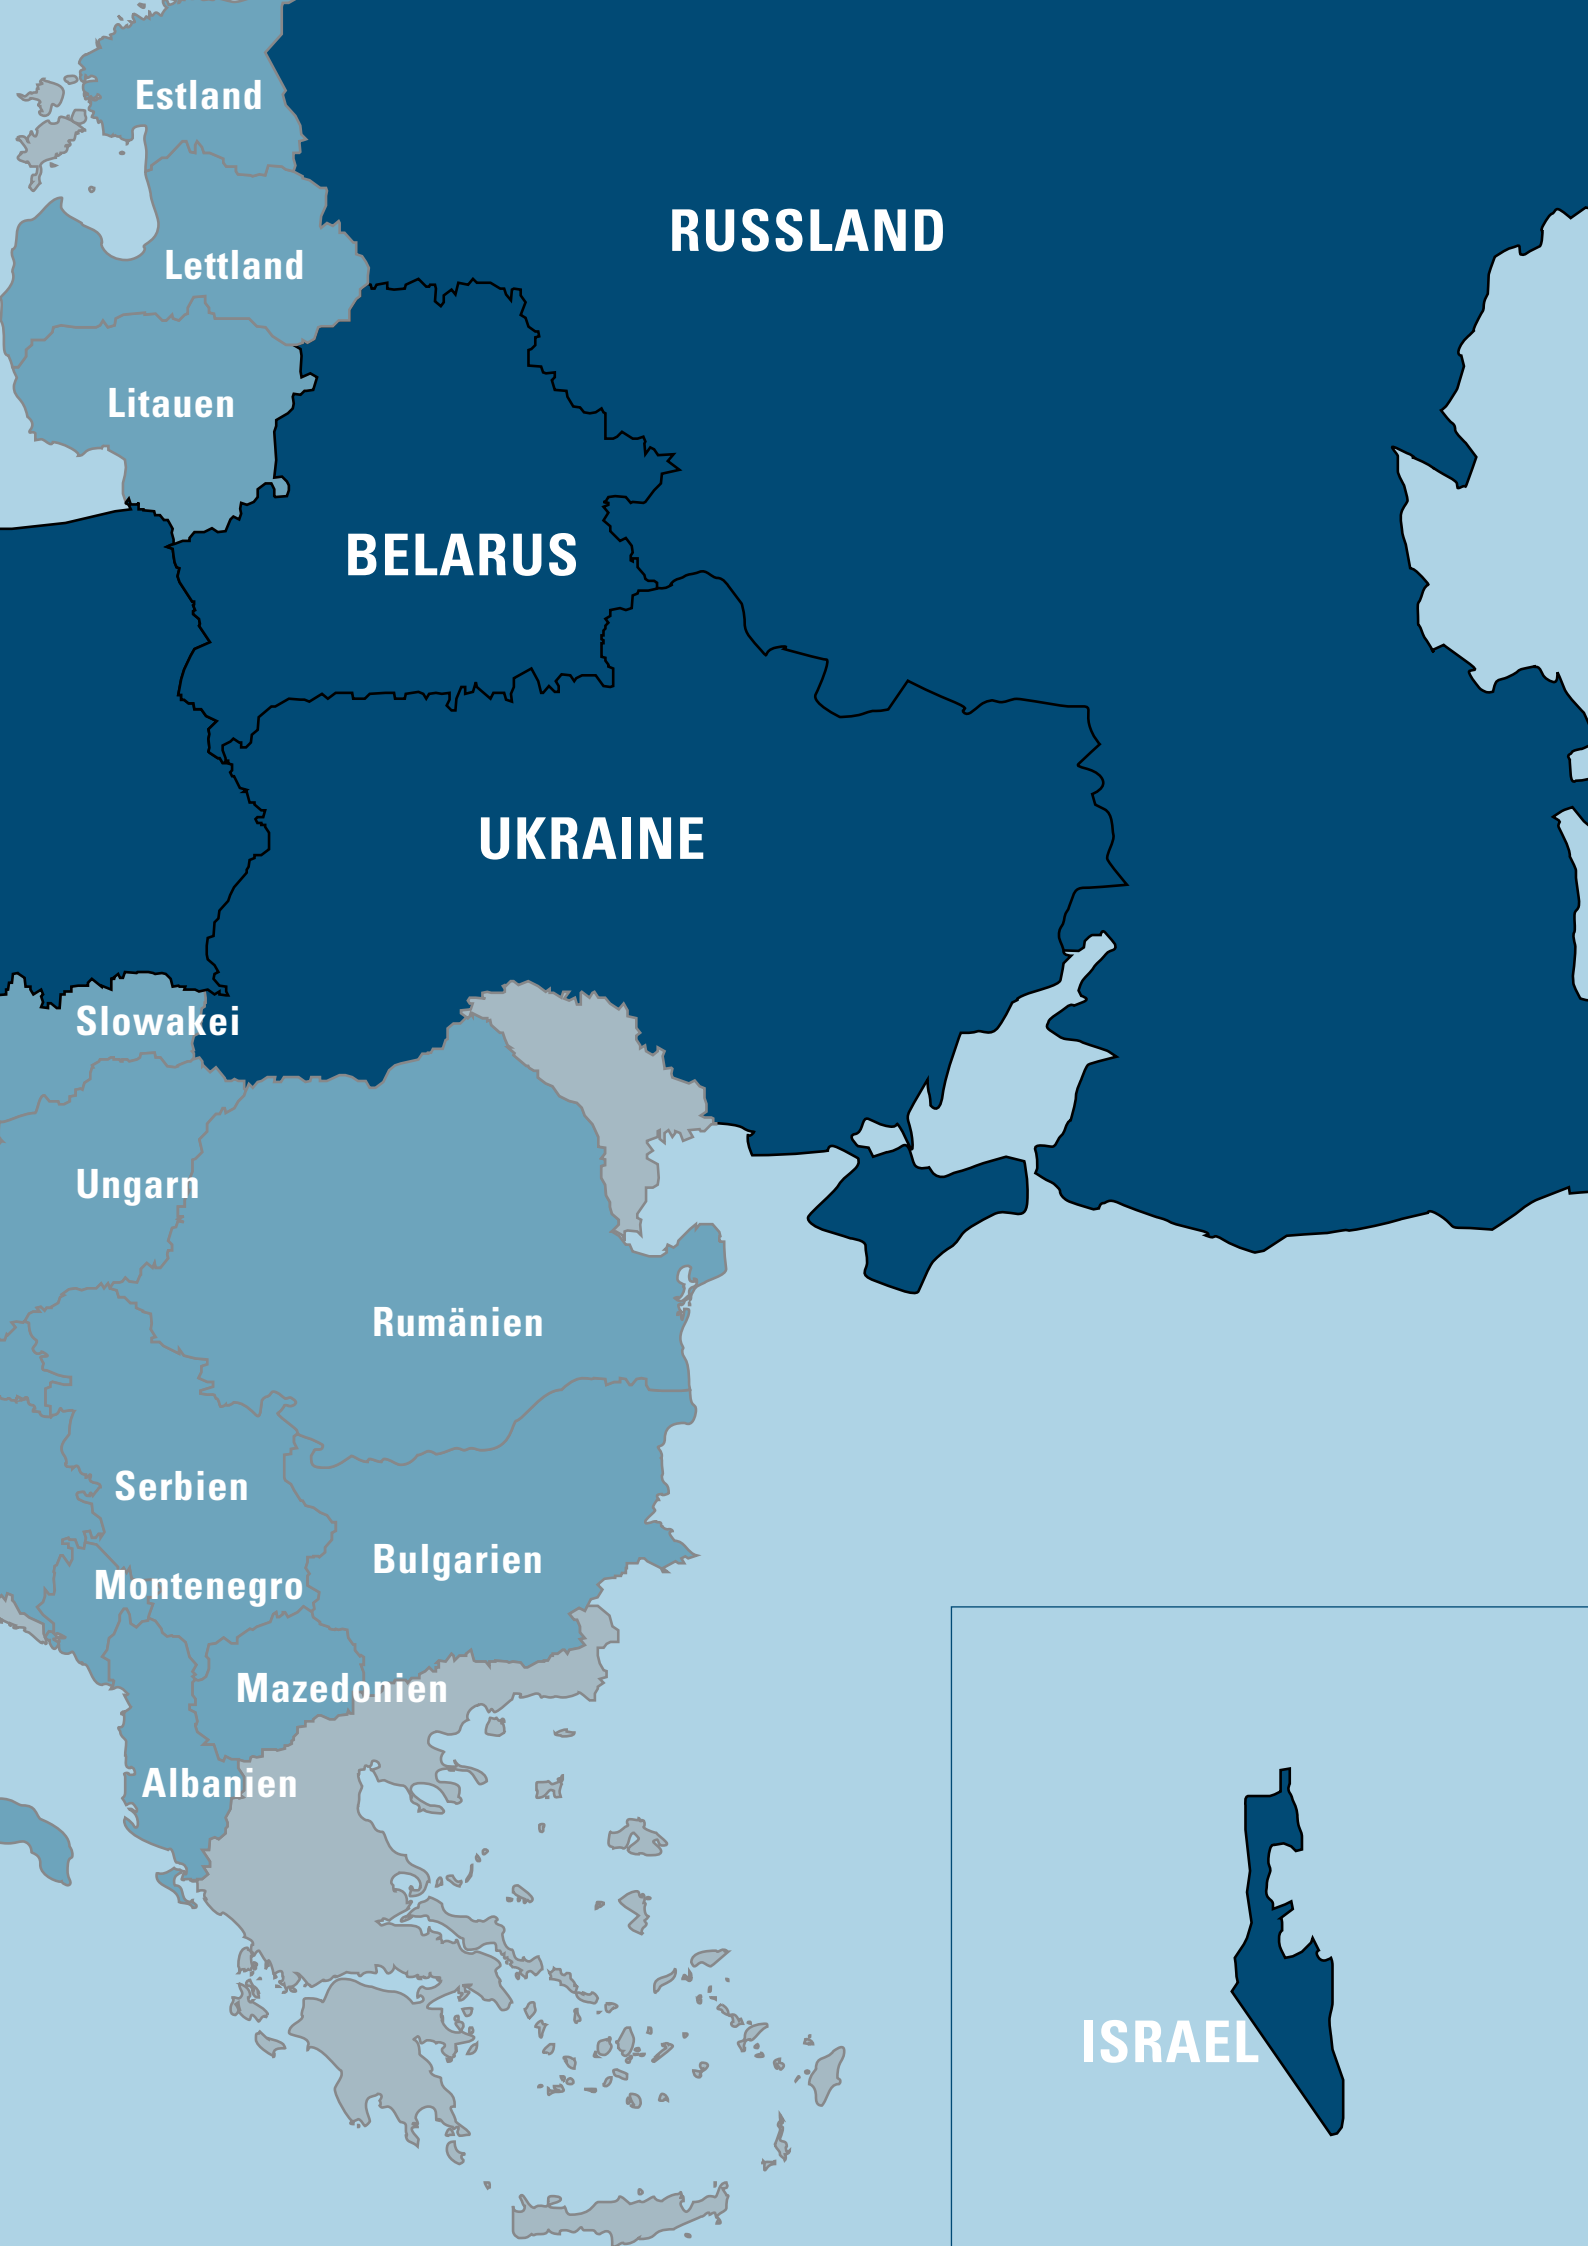 Estland
RUSSLAND
Lettland
Litauen
BELARUS
UKRAINE
Slowakei
Ungarn
Rumänien
Serbien
Bulgarien
Montenegro
Mazedonien
Albanien
ISRAEL